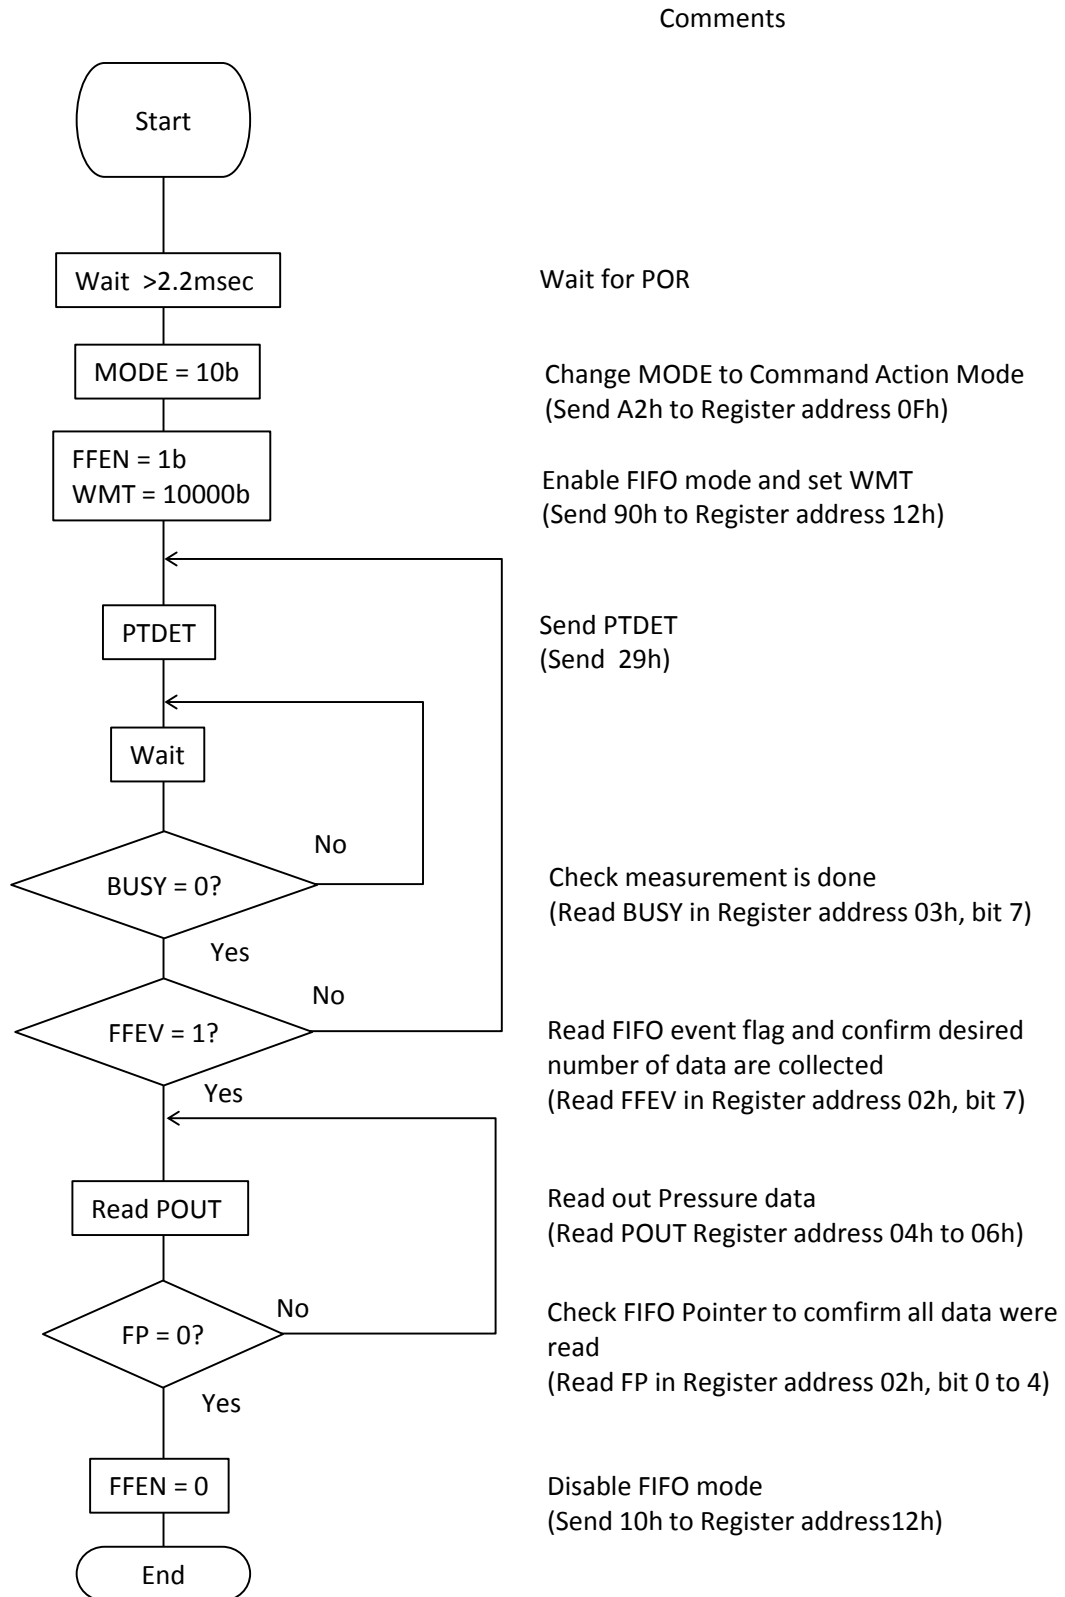 Comments
Start
Wait >2.2msec
Wait for POR
MODE = 10b
Change MODE to Command Action Mode
(Send A2h to Register address 0Fh)
FFEN = 1b
WMT = 10000b
Enable FIFO mode and set WMT
(Send 90h to Register address 12h)
PTDET
Send PTDET
(Send 29h)
Wait
No
BUSY = 0?
Check measurement is done
(Read BUSY in Register address 03h, bit 7)
Yes
No
FFEV = 1?
Read FIFO event flag and confirm desired
number of data are collected
(Read FFEV in Register address 02h, bit 7)
Yes
Read POUT
Read out Pressure data
(Read POUT Register address 04h to 06h)
No
FP = 0?
Check FIFO Pointer to comfirm all data were
read
(Read FP in Register address 02h, bit 0 to 4)
Yes
FFEN = 0
Disable FIFO mode
(Send 10h to Register address12h)
End